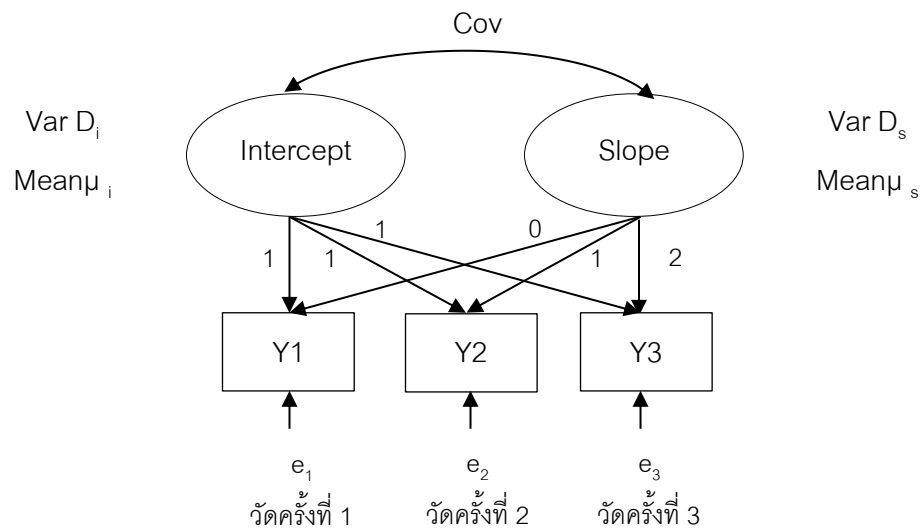 Cov
Var Dᵢ
Intercept
Slope
Var Dₛ
Meanµ ᵢ
Meanµ ₛ
1
0
1
1
1
2
Y1
Y2
Y3
e₁
e₂
e₃
วัดครั้งที่ 1
วัดครั้งที่ 2
วัดครั้งที่ 3